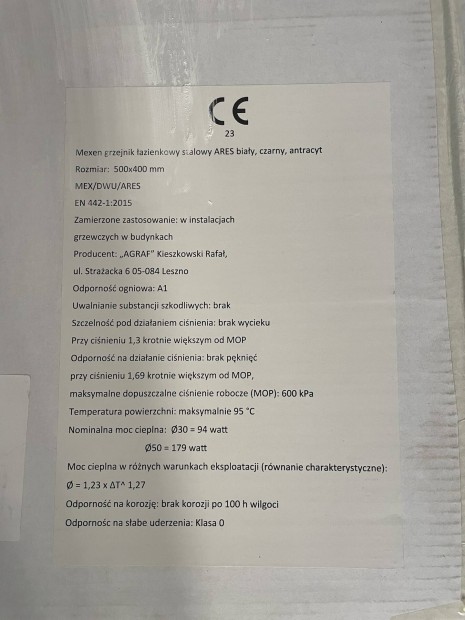 CE
23
Mexen grzejnik łazienkowy stalowy ARES biały, czarny, antracyt
Rozmiar: 500x400 mm
MEX/DWU/ARES
EN 442-1:2015
Zamierzone zastosowanie: w instalacjach
grzewczych w budynkach
Producent: „AGRAF” Kieszkowski Rafał,
ul. Strażacka 6 05-084 Leszno
Odporność ogniowa: A1
Uwalnianie substancji szkodliwych: brak
Szczelność pod działaniem ciśnienia: brak wycieku
Przy ciśnieniu 1,3 krotnie większym od MOP
Odporność na działanie ciśnienia: brak pęknięć
przy ciśnieniu 1,69 krotnie większym od MOP,
maksymalne dopuszczalne ciśnienie robocze (MOP): 600 kPa
Temperatura powierzchni: maksymalnie 95 °C
Nominalna moc cieplna: Ø30 = 94 watt
Ø50 = 179 watt
Moc cieplna w różnych warunkach eksploatacji (równanie charakterystyczne):
Ø = 1,23 x ΔT^ 1,27
Odporność na korozję: brak korozji po 100 h wilgoci
Odpornośc na słabe uderzenia: Klasa 0